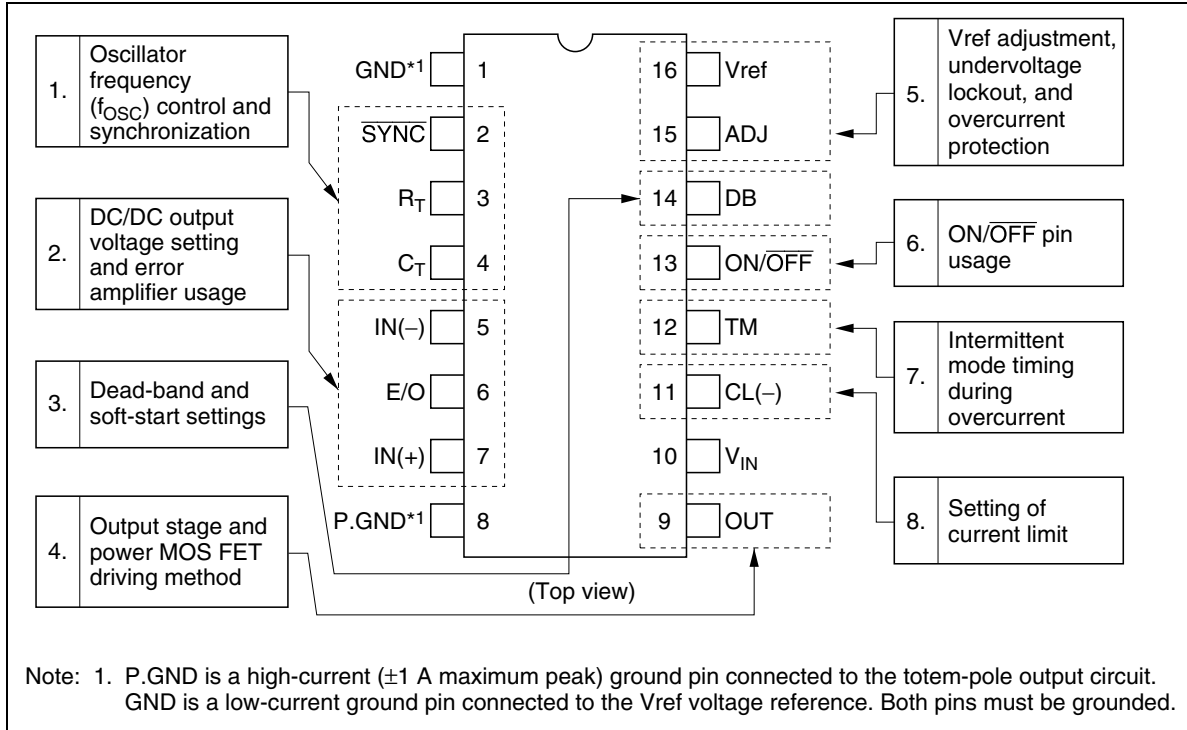 1.
Oscillator
frequency
(fOSC) control and
synchronization
2.
DC/DC output
voltage setting
and error
amplifier usage
3.
Dead-band and
soft-start settings
4.
Output stage and
power MOS FET
driving method
GND*1 1
S̅Y̅N̅C̅ 2
RT 3
CT 4
IN(−) 5
E/O 6
IN(+) 7
P.GND*1 8
16 Vref
15 ADJ
14 DB
13 ON/O̅F̅F̅
12 TM
11 CL(−)
10 VIN
9 OUT
(Top view)
5.
Vref adjustment,
undervoltage
lockout, and
overcurrent
protection
6.
ON/O̅F̅F̅ pin
usage
7.
Intermittent
mode timing
during
overcurrent
8.
Setting of
current limit
Note: 1. P.GND is a high-current (±1 A maximum peak) ground pin connected to the totem-pole output circuit.
GND is a low-current ground pin connected to the Vref voltage reference. Both pins must be grounded.